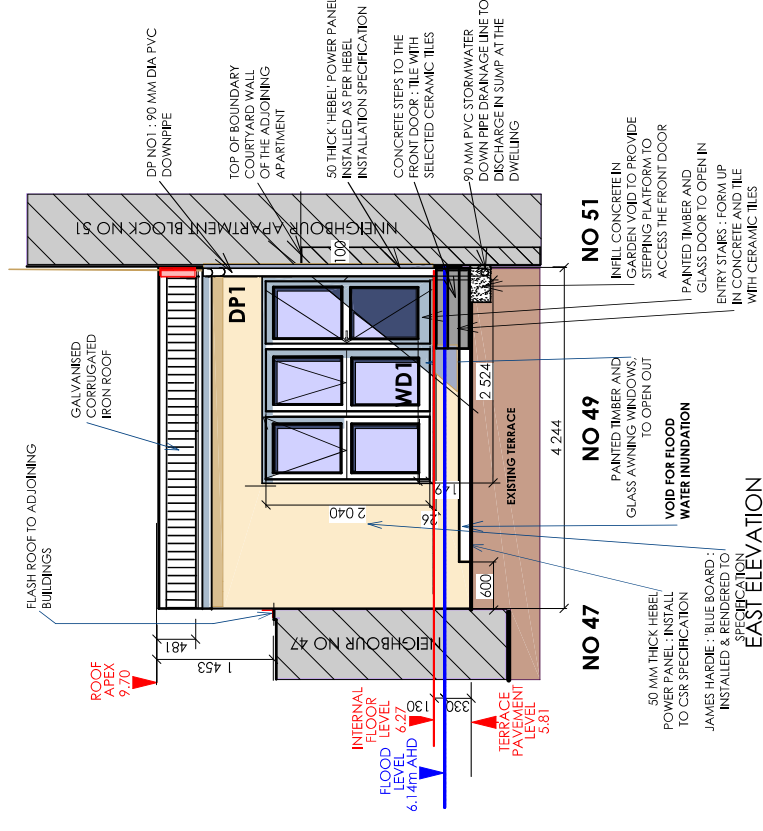 FLASH ROOF TO ADJOINING
BUILDINGS
GALVANISED
CORRUGATED
IRON ROOF
DP NO1 : 90 MM DIA PVC
DOWNPIPE
TOP OF BOUNDARY
COURTYARD WALL
OF THE ADJOINING
APARTMENT
50 THICK 'HEBEL' POWER PANEL
INSTALLED AS PER HEBEL
INSTALLATION SPECIFICATION
CONCRETE STEPS TO THE
FRONT DOOR : TILE WITH
SELECTED CERAMIC TILES
90 MM PVC STORMWATER
DOWN PIPE DRAINAGE LINE TO
DISCHARGE IN SUMP AT THE
DWELLING
ROOF
APEX
9.70
481
1 453
INTERNAL
FLOOR
LEVEL
6.27
FLOOD
LEVEL
6.14m AHD
130
330
TERRACE
PAVEMENT
LEVEL
5.81
NEIGHBOUR NO 47
NNEIGHBOUR APARTMENT BLOCK NO 51
100
DP1
WD1
2 040
126
149
2 524
600
4 244
EXISTING TERRACE
NO 47
NO 49
NO 51
50 MM THICK HEBEL
POWER PANEL : INSTALL
TO CSR SPECIFICATION
JAMES HARDIE : 'BLUE BOARD :
INSTALLED & RENDERED TO
SPECIFICATION
VOID FOR FLOOD
WATER INUNDATION
PAINTED TIMBER AND
GLASS AWNING WINDOWS,
TO OPEN OUT
INFILL CONCRETE IN
GARDEN VOID TO PROVIDE
STEPPING PLATFORM TO
ACCESS THE FRONT DOOR
PAINTED TIMBER AND
GLASS DOOR TO OPEN IN
ENTRY STAIRS : FORM UP
IN CONCRETE AND TILE
WITH CERAMIC TILES
EAST ELEVATION